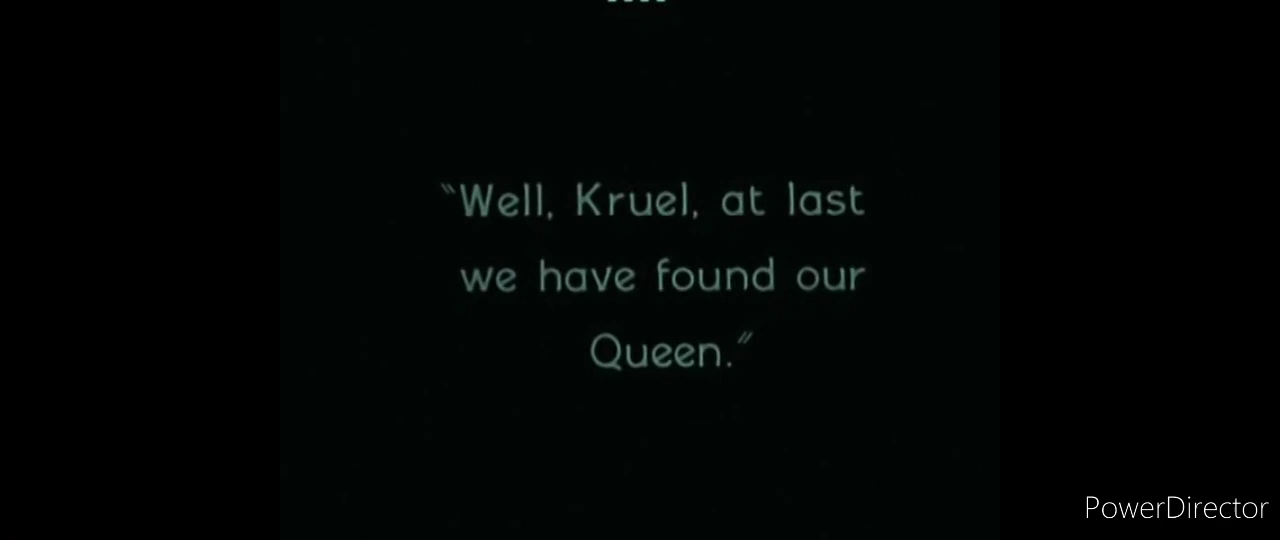 "Well, Kruel, at last
we have found our
Queen."
PowerDirector